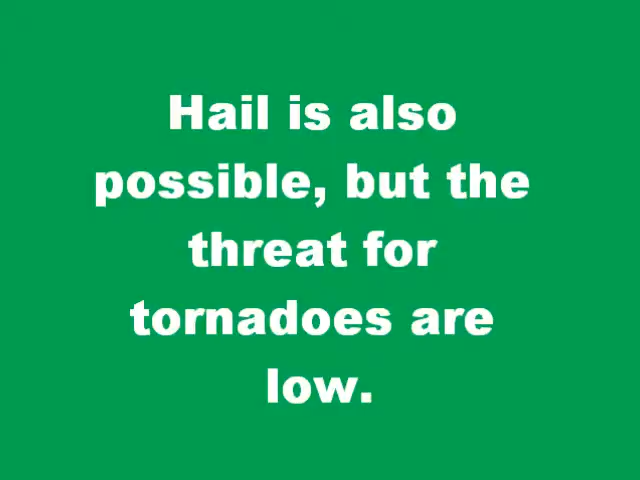 Hail is also
possible, but the
threat for
tornadoes are
low.